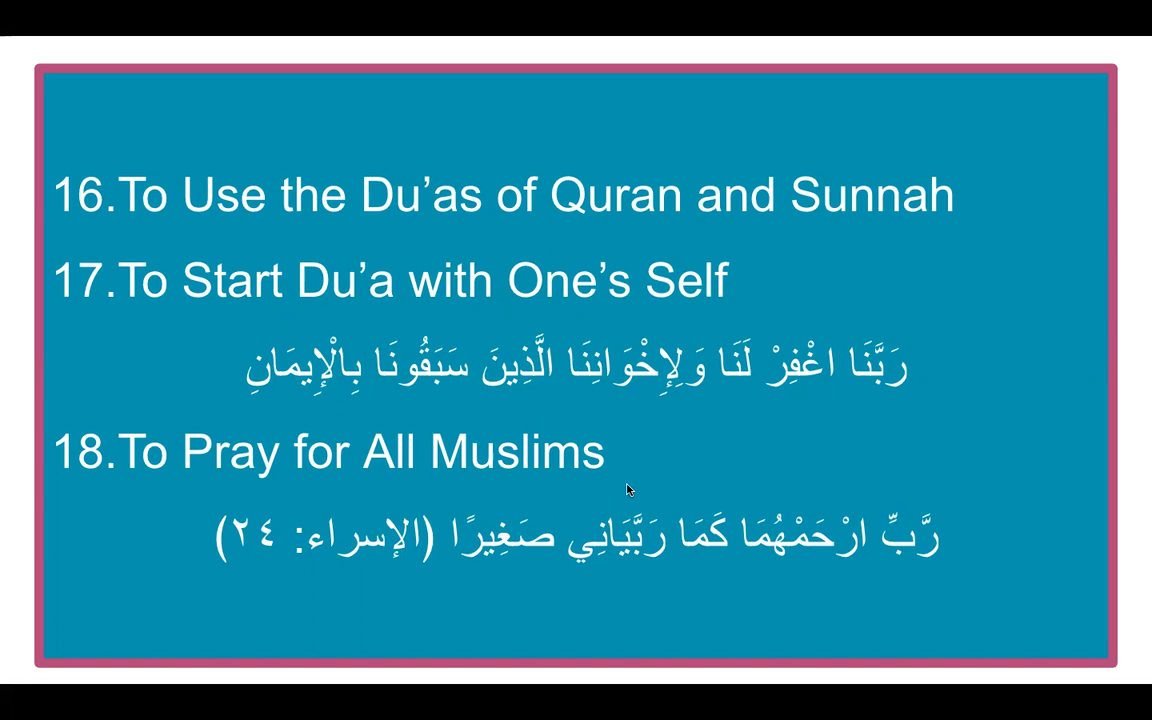 16.To Use the Du’as of Quran and Sunnah
17.To Start Du’a with One’s Self
رَبَّنَا اغْفِرْ لَنَا وَلِإِخْوَانِنَا الَّذِينَ سَبَقُونَا بِالْإِيمَانِ
18.To Pray for All Muslims
رَّبِّ ارْحَمْهُمَا كَمَا رَبَّيَانِي صَغِيرًا (الإسراء: ٢٤)